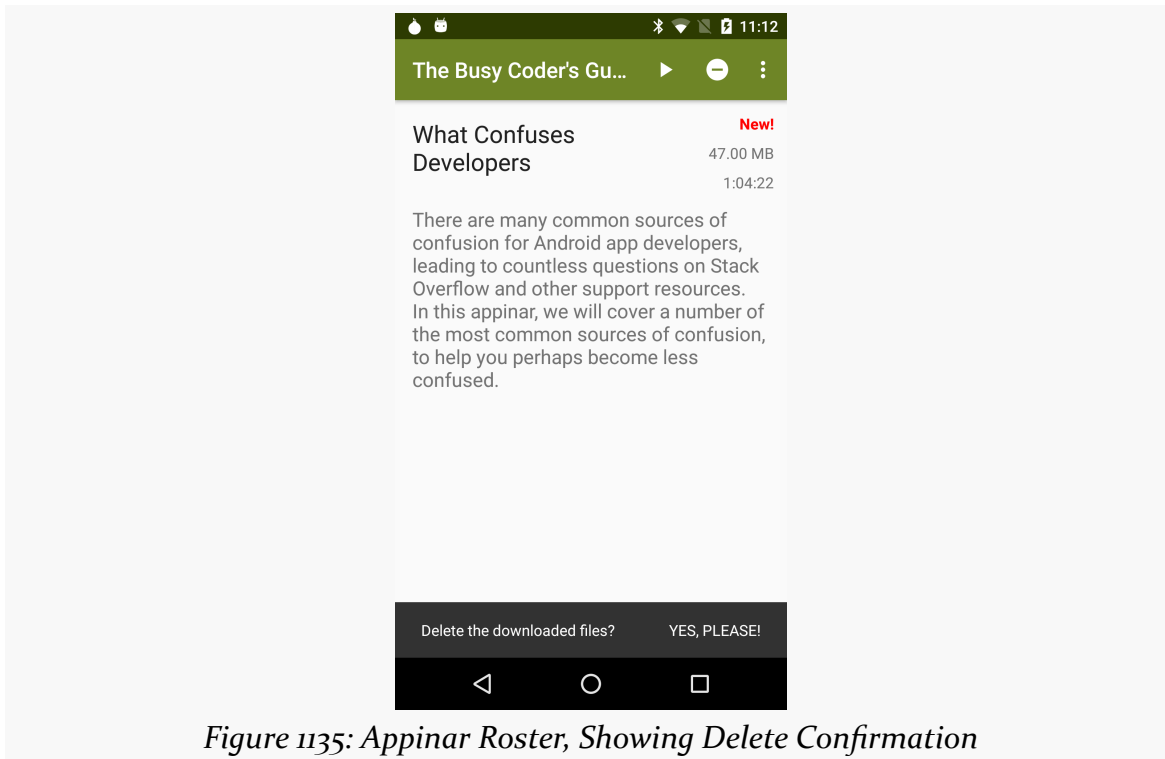 11:12
The Busy Coder's Gu...
What Confuses
Developers
New!
47.00 MB
1:04:22
There are many common sources of
confusion for Android app developers,
leading to countless questions on Stack
Overflow and other support resources.
In this appinar, we will cover a number of
the most common sources of confusion,
to help you perhaps become less
confused.
Delete the downloaded files? YES, PLEASE!
Figure 1135: Appinar Roster, Showing Delete Confirmation